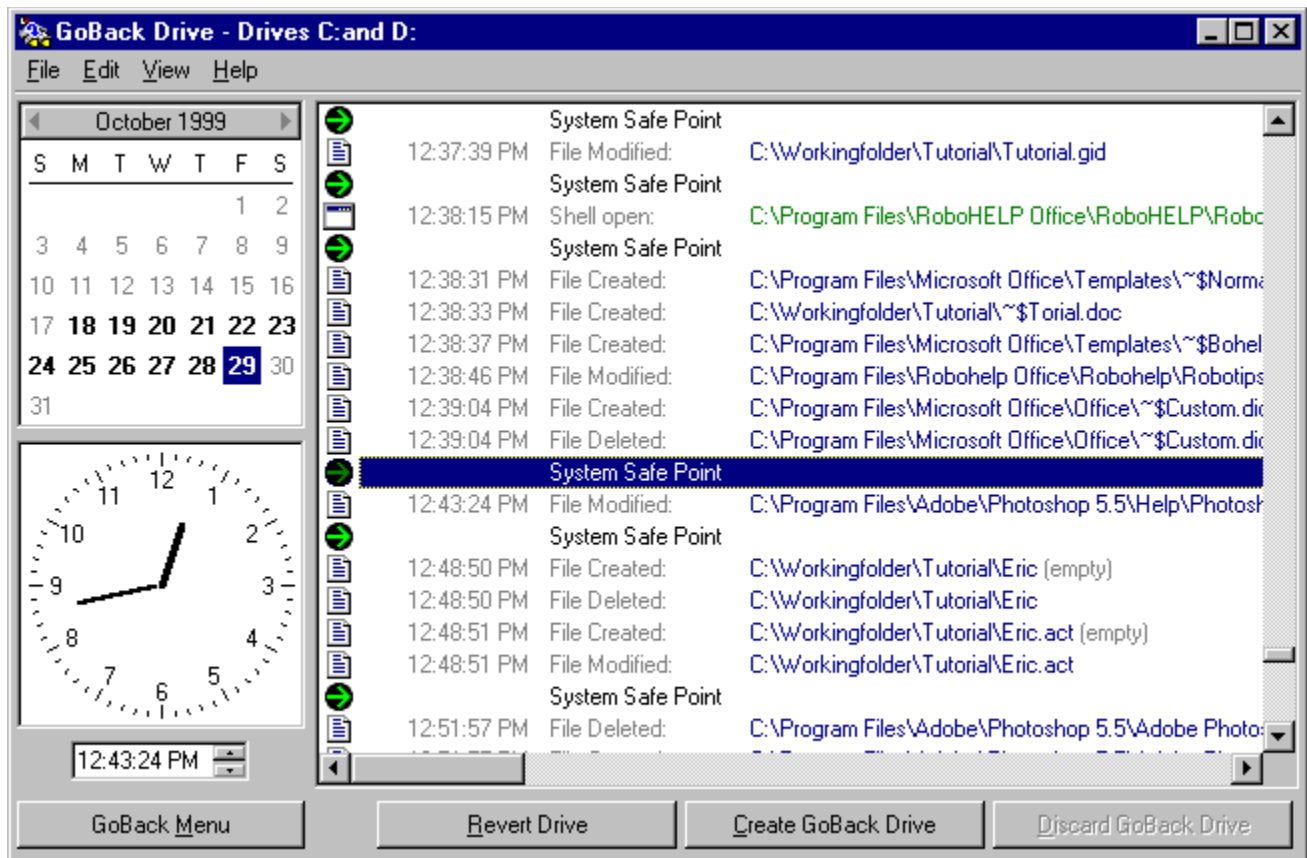 GoBack Drive - Drives C:and D:
File Edit View Help
October 1999
S M T W T F S
1 2
3 4 5 6 7 8 9
10 11 12 13 14 15 16
17 18 19 20 21 22 23
24 25 26 27 28 29 30
31
12
1
2
3
4
5
6
7
8
9
10
11
12:43:24 PM
System Safe Point
12:37:39 PM File Modified: C:\Workingfolder\Tutorial\Tutorial.gid
System Safe Point
12:38:15 PM Shell open: C:\Program Files\RoboHELP Office\RoboHELP\Robo
System Safe Point
12:38:31 PM File Created: C:\Program Files\Microsoft Office\Templates\~$Norma
12:38:33 PM File Created: C:\Workingfolder\Tutorial\~$Torial.doc
12:38:37 PM File Created: C:\Program Files\Microsoft Office\Templates\~$Bohel
12:38:46 PM File Modified: C:\Program Files\Robohelp Office\Robohelp\Robotips
12:39:04 PM File Created: C:\Program Files\Microsoft Office\Office\~$Custom.dic
12:39:04 PM File Deleted: C:\Program Files\Microsoft Office\Office\~$Custom.dic
System Safe Point
12:43:24 PM File Modified: C:\Program Files\Adobe\Photoshop 5.5\Help\Photosh
System Safe Point
12:48:50 PM File Created: C:\Workingfolder\Tutorial\Eric (empty)
12:48:50 PM File Deleted: C:\Workingfolder\Tutorial\Eric
12:48:51 PM File Created: C:\Workingfolder\Tutorial\Eric.act (empty)
12:48:51 PM File Modified: C:\Workingfolder\Tutorial\Eric.act
System Safe Point
12:51:57 PM File Deleted: C:\Program Files\Adobe\Photoshop 5.5\Adobe Photo
GoBack Menu
Revert Drive
Create GoBack Drive
Discard GoBack Drive